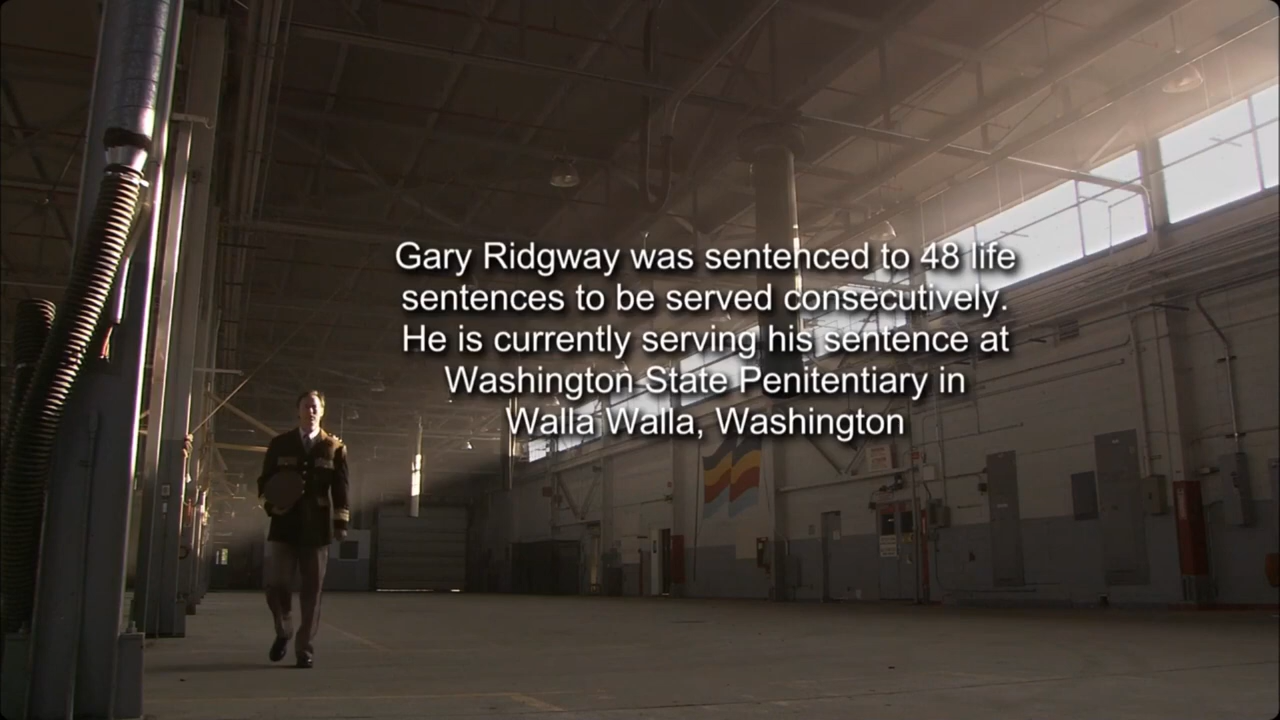 Gary Ridgway was sentenced to 48 life
sentences to be served consecutively.
He is currently serving his sentence at
Washington State Penitentiary in
Walla Walla, Washington